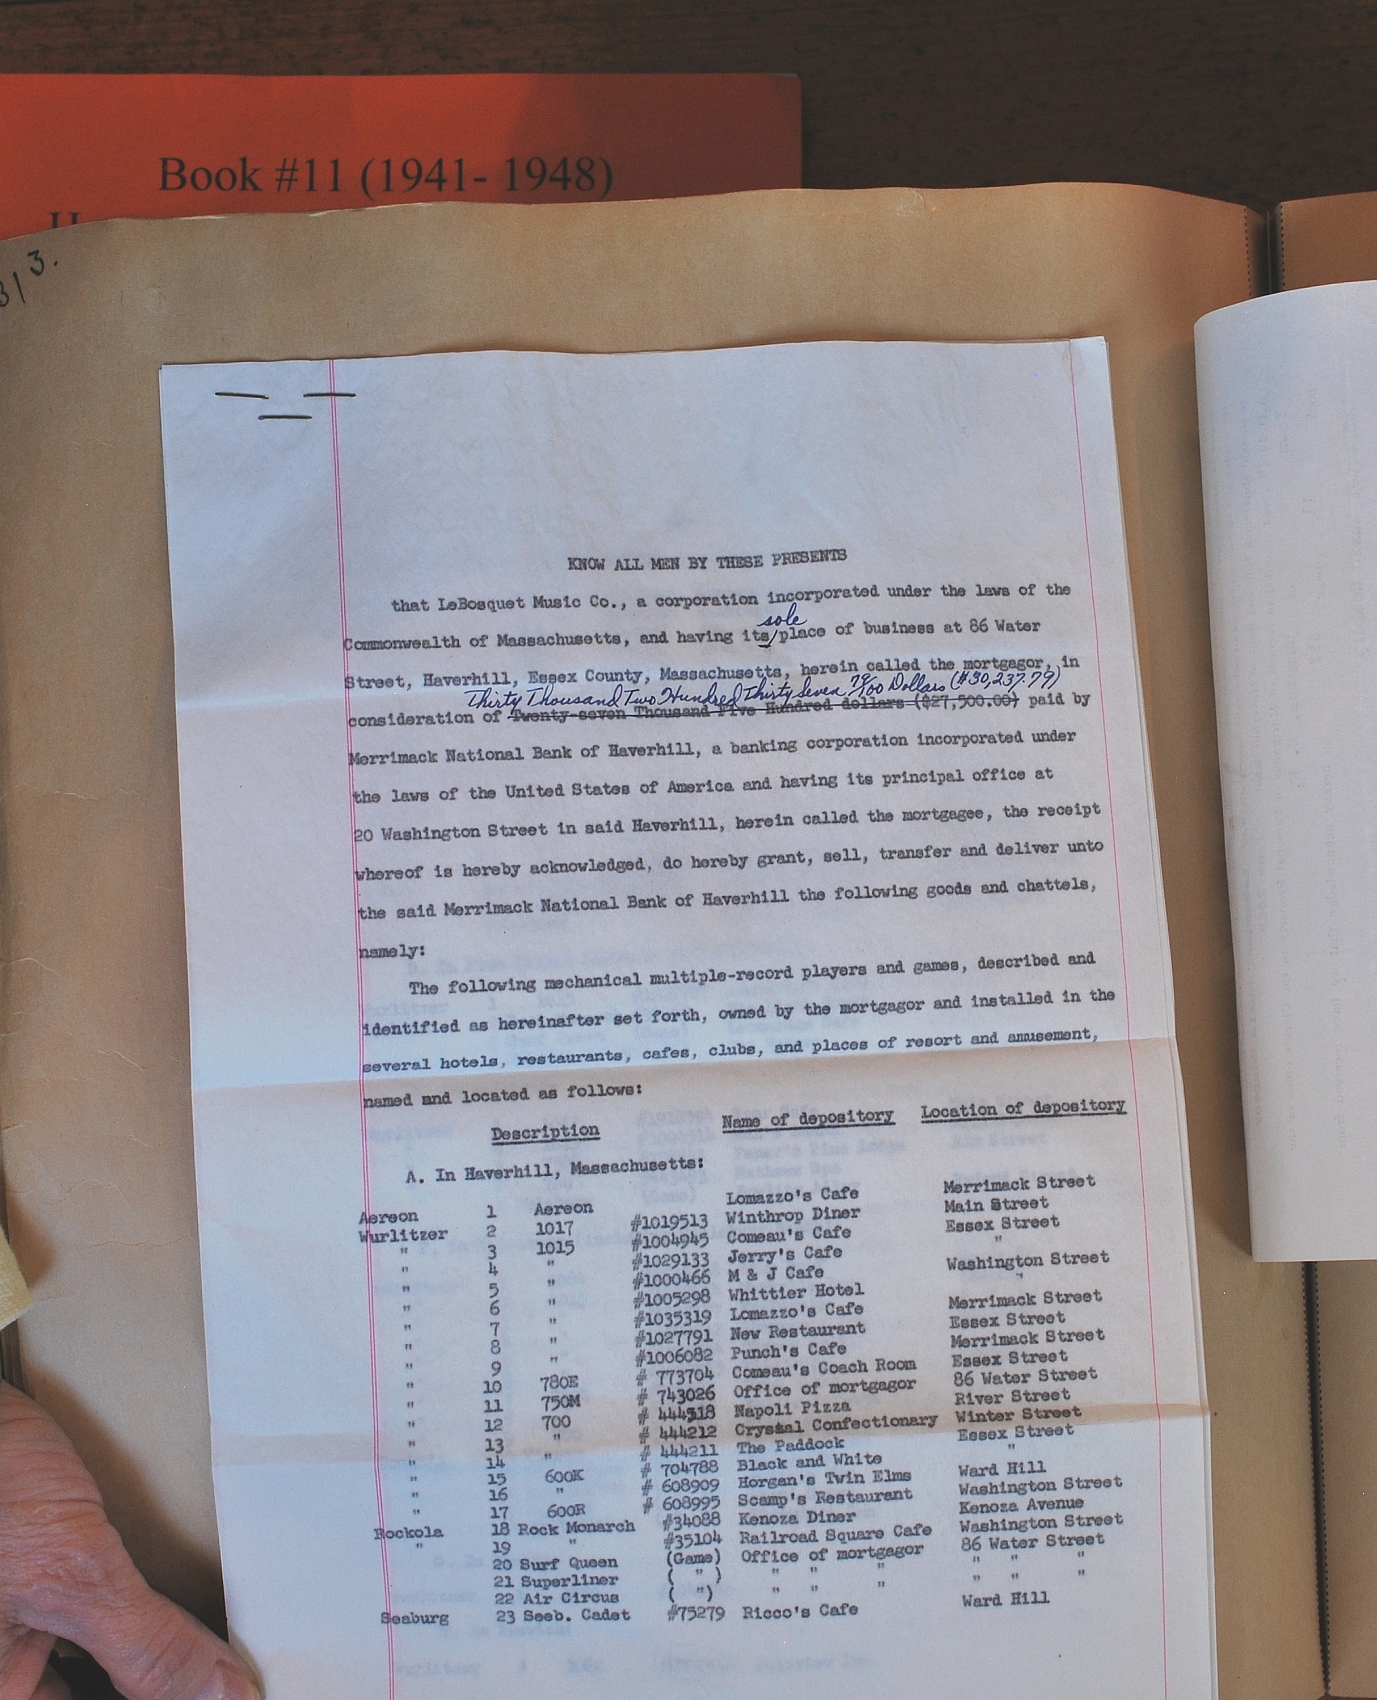 Book #11 (1941- 1948)
313.
KNOW ALL MEN BY THESE PRESENTS
that LeBosquet Music Co., a corporation incorporated under the laws of the
sole
Commonwealth of Massachusetts, and having its/place of business at 86 Water
Street, Haverhill, Essex County, Massachusetts, herein called the mortgagor, in
Thirty Thousand Two Hundred Thirty Seven 79/100 Dollars ($30,237.79)
consideration of Twenty-seven Thousand Five Hundred dollars ($27,500.00) paid by
Merrimack National Bank of Haverhill, a banking corporation incorporated under
the laws of the United States of America and having its principal office at
20 Washington Street in said Haverhill, herein called the mortgagee, the receipt
whereof is hereby acknowledged, do hereby grant, sell, transfer and deliver unto
the said Merrimack National Bank of Haverhill the following goods and chattels,
namely:
The following mechanical multiple-record players and games, described and
identified as hereinafter set forth, owned by the mortgagor and installed in the
several hotels, restaurants, cafes, clubs, and places of resort and amusement,
named and located as follows:
Description Name of depository Location of depository
A. In Haverhill, Massachusetts:
Aereon 1 Aereon Lomazzo's Cafe Merrimack Street
Wurlitzer 2 1017 #1019513 Winthrop Diner Main Street
" 3 1015 #1004945 Comeau's Cafe Essex Street
" 4 " #1029133 Jerry's Cafe "
" 5 " #1000466 M & J Cafe Washington Street
" 6 " #1005298 Whittier Hotel "
" 7 " #1035319 Lomazzo's Cafe Merrimack Street
" 8 " #1027791 New Restaurant Essex Street
" 9 " #1006082 Punch's Cafe Merrimack Street
" 10 780E # 773704 Comeau's Coach Room Essex Street
" 11 750M # 743026 Office of mortgagor 86 Water Street
" 12 700 # 444518 Napoli Pizza River Street
" 13 " # 444212 Crystal Confectionary Winter Street
" 14 " # 444211 The Paddock Essex Street
" 15 600K # 704788 Black and White "
" 16 " # 608909 Horgan's Twin Elms Ward Hill
" 17 600R # 608995 Scamp's Restaurant Washington Street
Rockola 18 Rock Monarch #34088 Kenoza Diner Kenoza Avenue
" 19 " #35104 Railroad Square Cafe Washington Street
20 Surf Queen (Game) Office of mortgagor 86 Water Street
21 Superliner ( " ) " " " " " "
22 Air Circus ( ") " " " " " "
Seaburg 23 Seeb. Cadet #75279 Ricco's Cafe Ward Hill